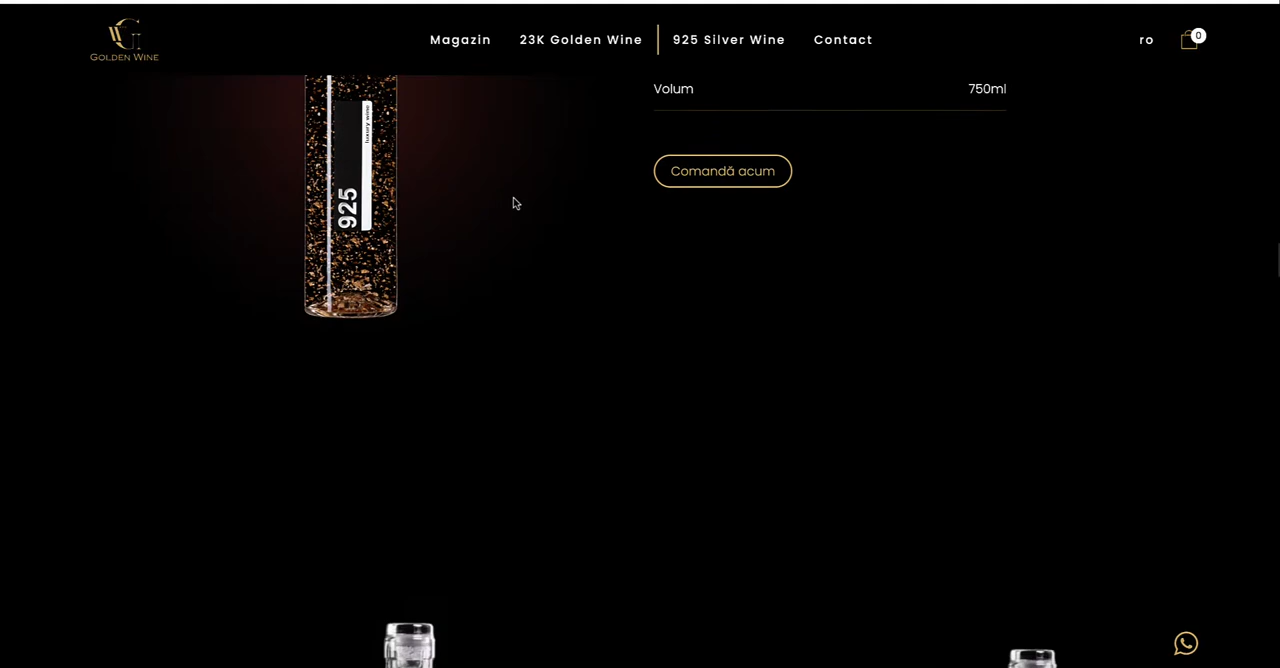 Magazin 23K Golden Wine 925 Silver Wine Contact ro 0
GOLDEN WINE
Volum 750ml
Comandă acum
925
luxury wine